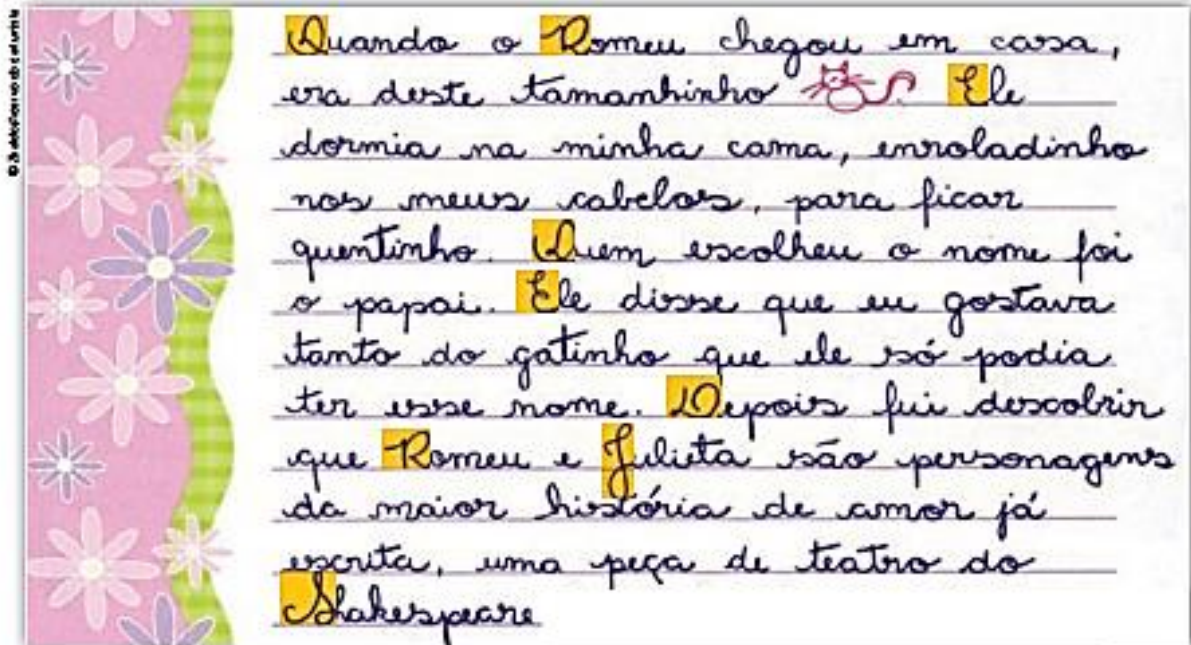 Quando o Romeu chegou em casa,
era deste tamanhinho . Ele
dormia na minha cama, enroladinho
nos meus cabelos, para ficar
quentinho. Quem escolheu o nome foi
o papai. Ele disse que eu gostava
tanto do gatinho que ele só podia
ter esse nome. Depois fui descobrir
que Romeu e Julieta são personagens
da maior história de amor já
escrita, uma peça de teatro do
Shakespeare